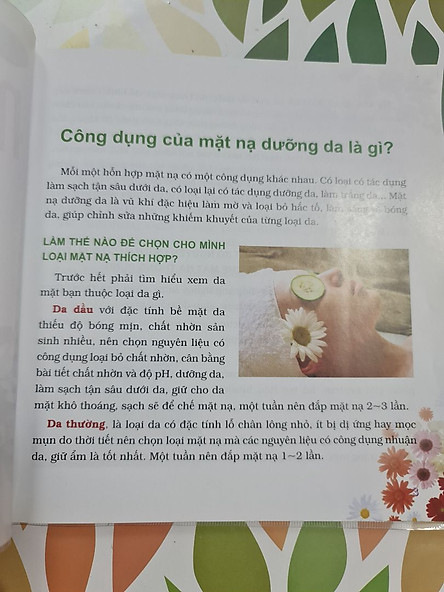 Công dụng của mặt nạ dưỡng da là gì?
Mỗi một hỗn hợp mặt nạ có một công dụng khác nhau. Có loại có tác dụng
làm sạch tận sâu dưới da, có loại lại có tác dụng dưỡng da, làm trắng da... Mặt
nạ dưỡng da là vũ khí đặc hiệu làm mờ và loại bỏ hắc tố, làm sáng và bóng
da, giúp chỉnh sửa những khiếm khuyết của từng loại da.
LÀM THẾ NÀO ĐỂ CHỌN CHO MÌNH
LOẠI MẶT NẠ THÍCH HỢP?
Trước hết phải tìm hiểu xem da
mặt bạn thuộc loại da gì.
Da dầu với đặc tính bề mặt da
thiếu độ bóng mịn, chất nhờn sản
sinh nhiều, nên chọn nguyên liệu có
công dụng loại bỏ chất nhờn, cân bằng
bài tiết chất nhờn và độ pH, dưỡng da,
làm sạch tận sâu dưới da, giữ cho da
mặt khô thoáng, sạch sẽ để chế mặt nạ, một tuần nên đắp mặt nạ 2~3 lần.
Da thường, là loại da có đặc tính lỗ chân lông nhỏ, ít bị dị ứng hay mọc
mụn do thời tiết nên chọn loại mặt nạ mà các nguyên liệu có công dụng nhuận
da, giữ ẩm là tốt nhất. Một tuần nên đắp mặt nạ 1~2 lần.